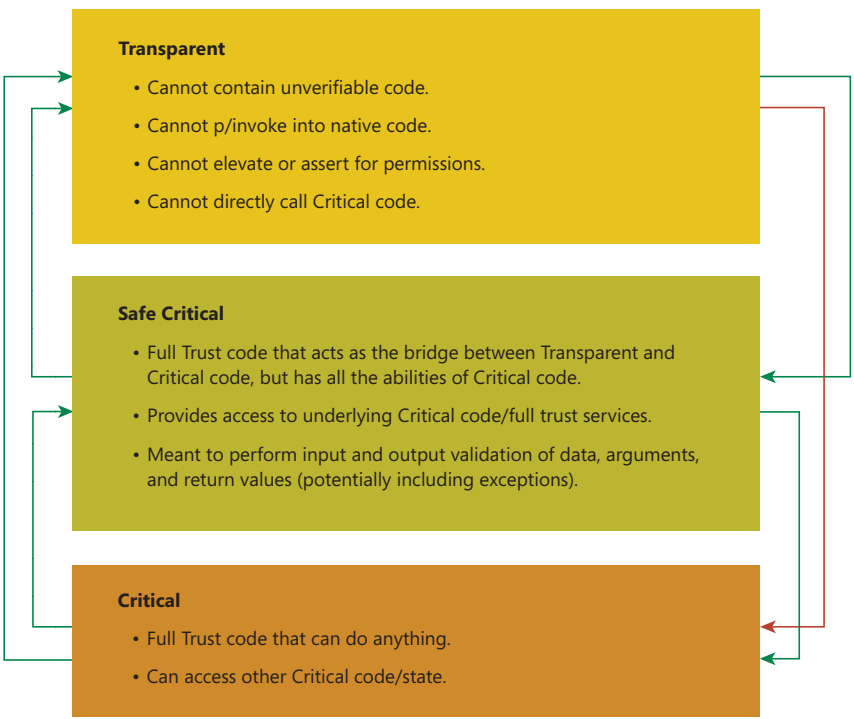 Transparent
• Cannot contain unverifiable code.
• Cannot p/invoke into native code.
• Cannot elevate or assert for permissions.
• Cannot directly call Critical code.
Safe Critical
• Full Trust code that acts as the bridge between Transparent and
Critical code, but has all the abilities of Critical code.
• Provides access to underlying Critical code/full trust services.
• Meant to perform input and output validation of data, arguments,
and return values (potentially including exceptions).
Critical
• Full Trust code that can do anything.
• Can access other Critical code/state.